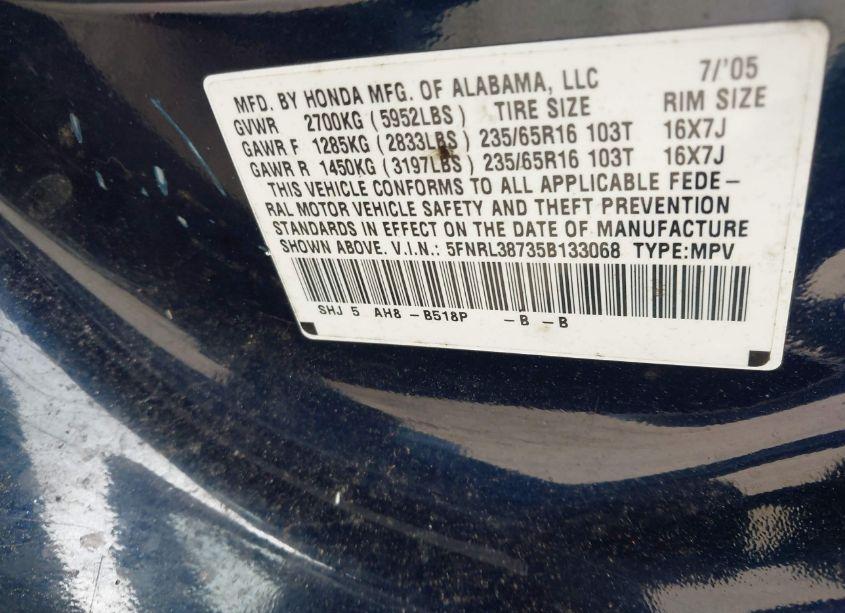 MFD. BY HONDA MFG. OF ALABAMA, LLC 7/'05
GVWR 2700KG (5952LBS) TIRE SIZE RIM SIZE
GAWR F 1285KG (2833LBS) 235/65R16 103T 16X7J
GAWR R 1450KG (3197LBS) 235/65R16 103T 16X7J
THIS VEHICLE CONFORMS TO ALL APPLICABLE FEDE-
RAL MOTOR VEHICLE SAFETY AND THEFT PREVENTION
STANDARDS IN EFFECT ON THE DATE OF MANUFACTURE
SHOWN ABOVE. V.I.N.: 5FNRL38735B133068 TYPE:MPV
SHJ 5 AH8 -B518P -B -B